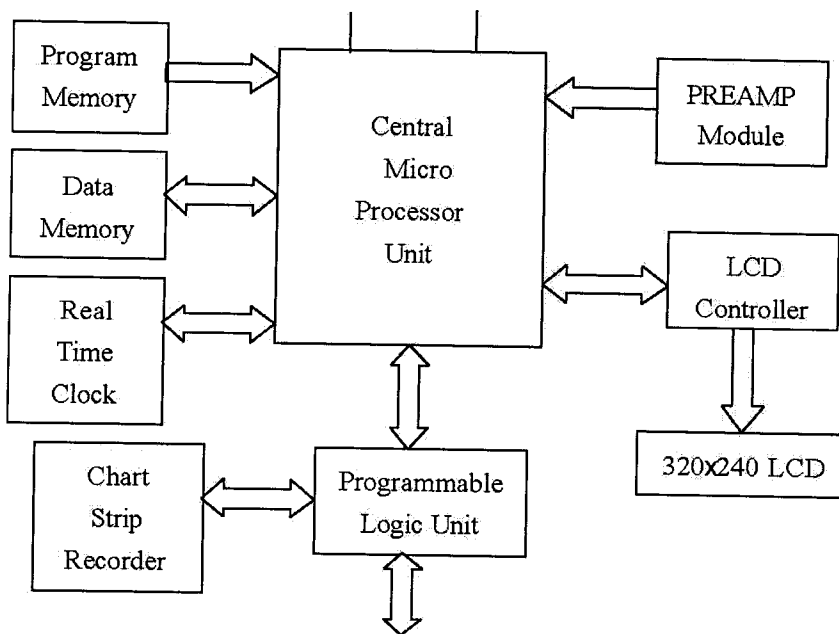 Program
Memory
Central
Micro
Processor
Unit
PREAMP
Module
Data
Memory
LCD
Controller
Real
Time
Clock
320x240 LCD
Chart
Strip
Recorder
Programmable
Logic Unit